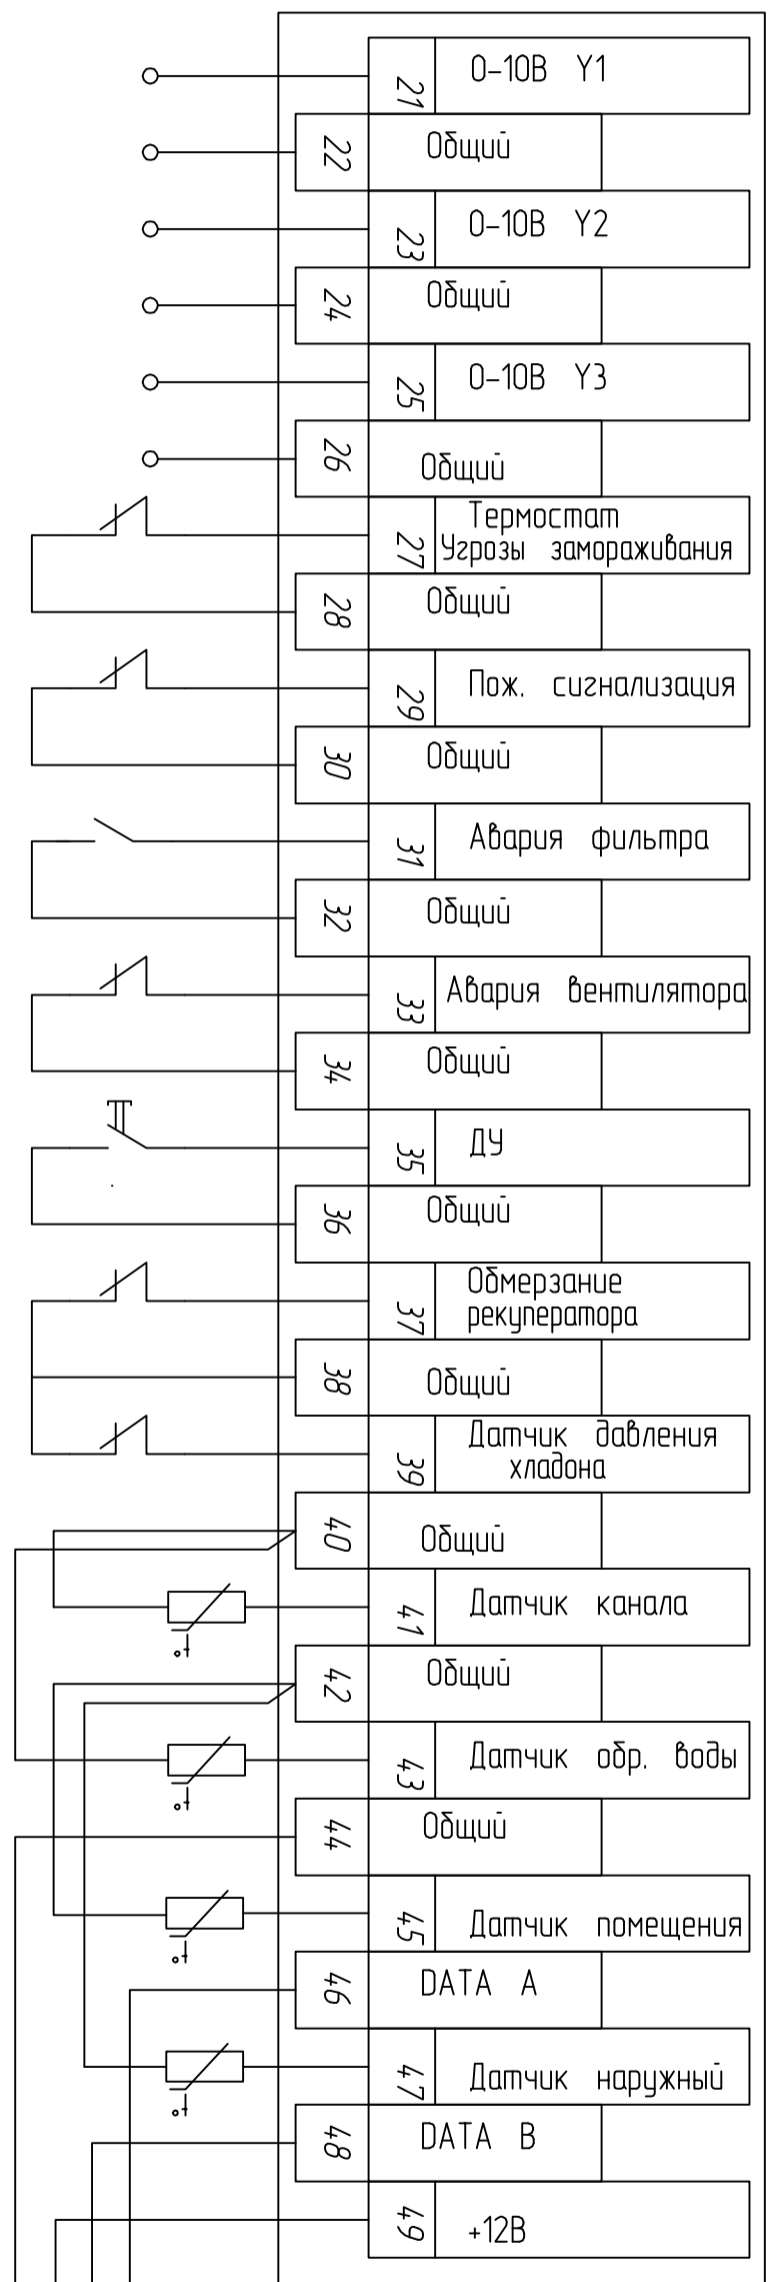 21 0-10В Y1
22 Общий
23 0-10В Y2
24 Общий
25 0-10В Y3
26 Общий
27 Термостат
Угрозы замораживания
28 Общий
29 Пож. сигнализация
30 Общий
31 Авария фильтра
32 Общий
33 Авария вентилятора
34 Общий
35 ДУ
36 Общий
37 Обмерзание
рекуператора
38 Общий
39 Датчик давления
хладона
40 Общий
41 Датчик канала
t°
42 Общий
43 Датчик обр. воды
t°
44 Общий
45 Датчик помещения
t°
46 DATA A
47 Датчик наружный
t°
48 DATA B
49 +12В